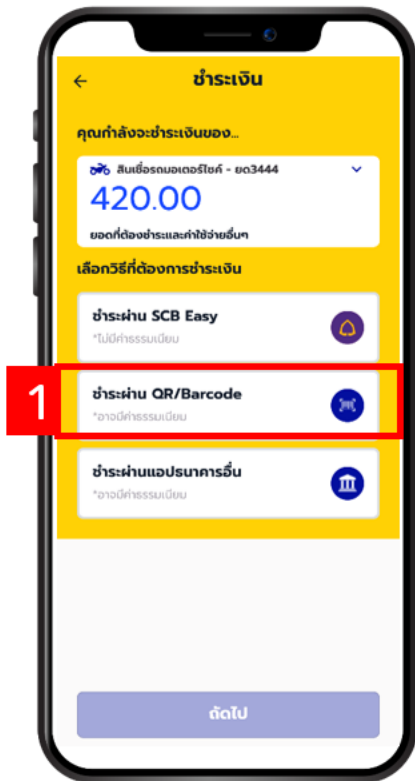 ชำระเงิน
คุณกำลังจะชำระเงินของ...
สินเชื่อรถมอเตอร์ไซค์ - ยด3444
420.00
ยอดที่ต้องชำระและค่าใช้จ่ายอื่นๆ
เลือกวิธีที่ต้องการชำระเงิน
ชำระผ่าน SCB Easy
*ไม่มีค่าธรรมเนียม
1
ชำระผ่าน QR/Barcode
*อาจมีค่าธรรมเนียม
ชำระผ่านแอปธนาคารอื่น
*อาจมีค่าธรรมเนียม
ถัดไป